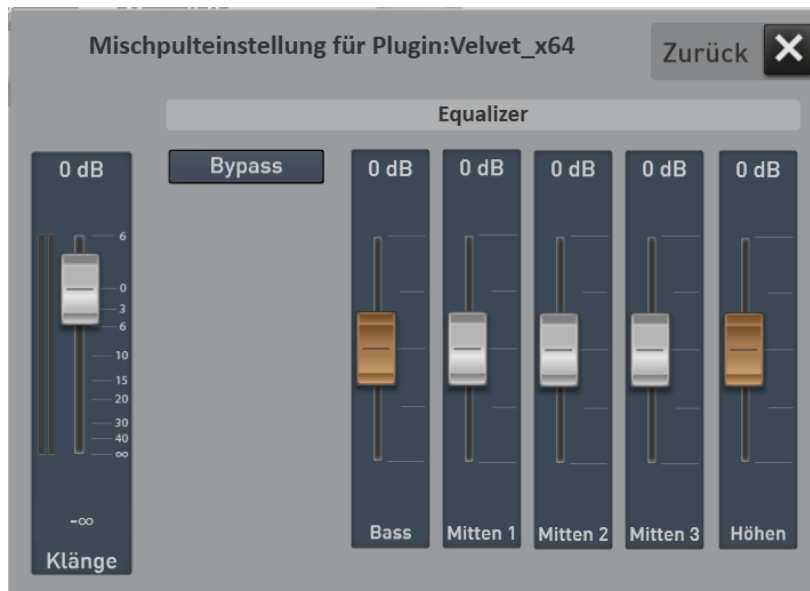 Mischpulteinstellung für Plugin:Velvet_x64
Zurück
Equalizer
0 dB
Bypass
0 dB
0 dB
0 dB
0 dB
0 dB
6
0
3
6
10
15
20
30
40
∞
-∞
Klänge
Bass
Mitten 1
Mitten 2
Mitten 3
Höhen